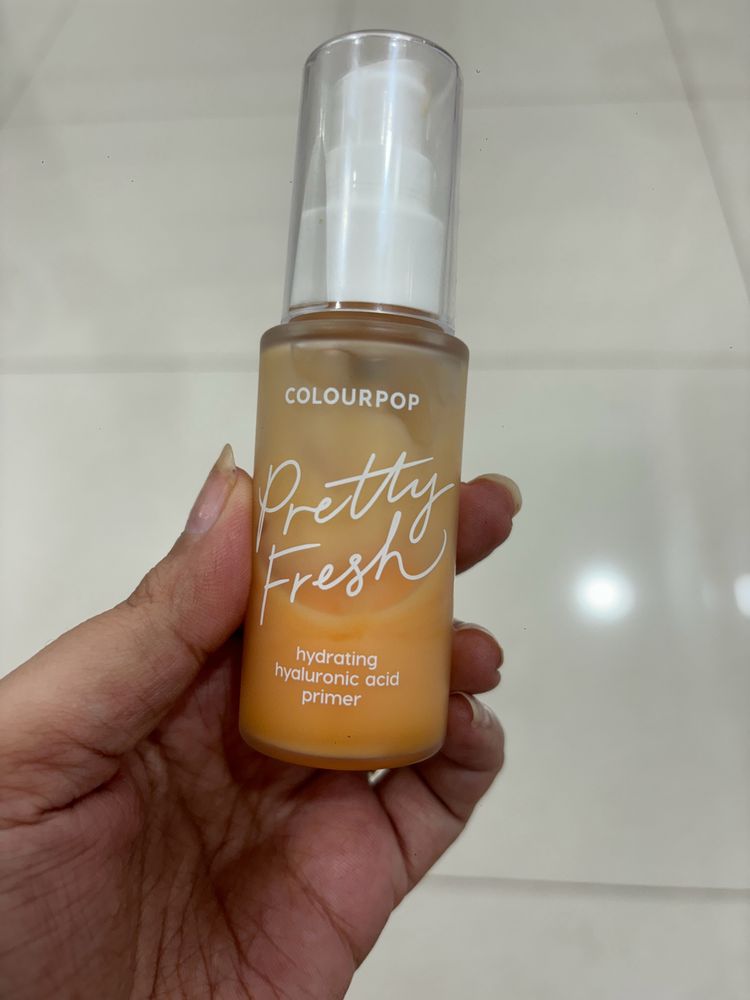 COLOURPOP
Pretty
Fresh
hydrating
hyaluronic acid
primer